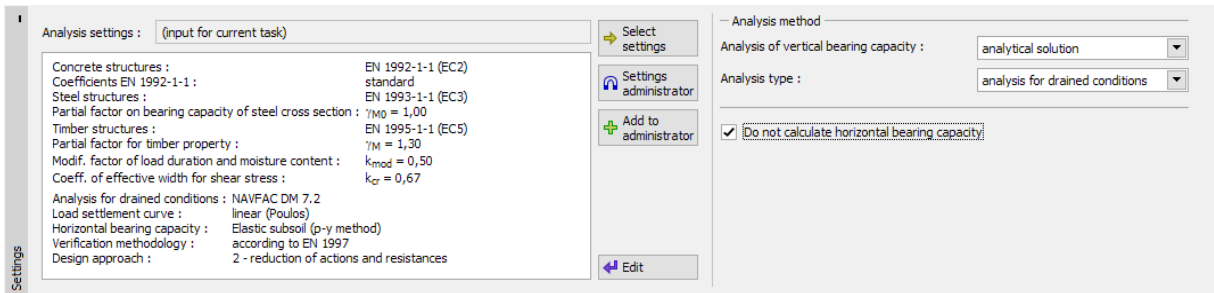 Analysis settings : (input for current task)
Concrete structures : EN 1992-1-1 (EC2)
Coefficients EN 1992-1-1 : standard
Steel structures : EN 1993-1-1 (EC3)
Partial factor on bearing capacity of steel cross section : γM0 = 1,00
Timber structures : EN 1995-1-1 (EC5)
Partial factor for timber property : γM = 1,30
Modif. factor of load duration and moisture content : kmod = 0,50
Coeff. of effective width for shear stress : kcr = 0,67
Analysis for drained conditions : NAVFAC DM 7.2
Load settlement curve : linear (Poulos)
Horizontal bearing capacity : Elastic subsoil (p-y method)
Verification methodology : according to EN 1997
Design approach : 2 - reduction of actions and resistances
Select
settings
Settings
administrator
Add to
administrator
Edit
Analysis method
Analysis of vertical bearing capacity : analytical solution
Analysis type : analysis for drained conditions
Do not calculate horizontal bearing capacity
Settings